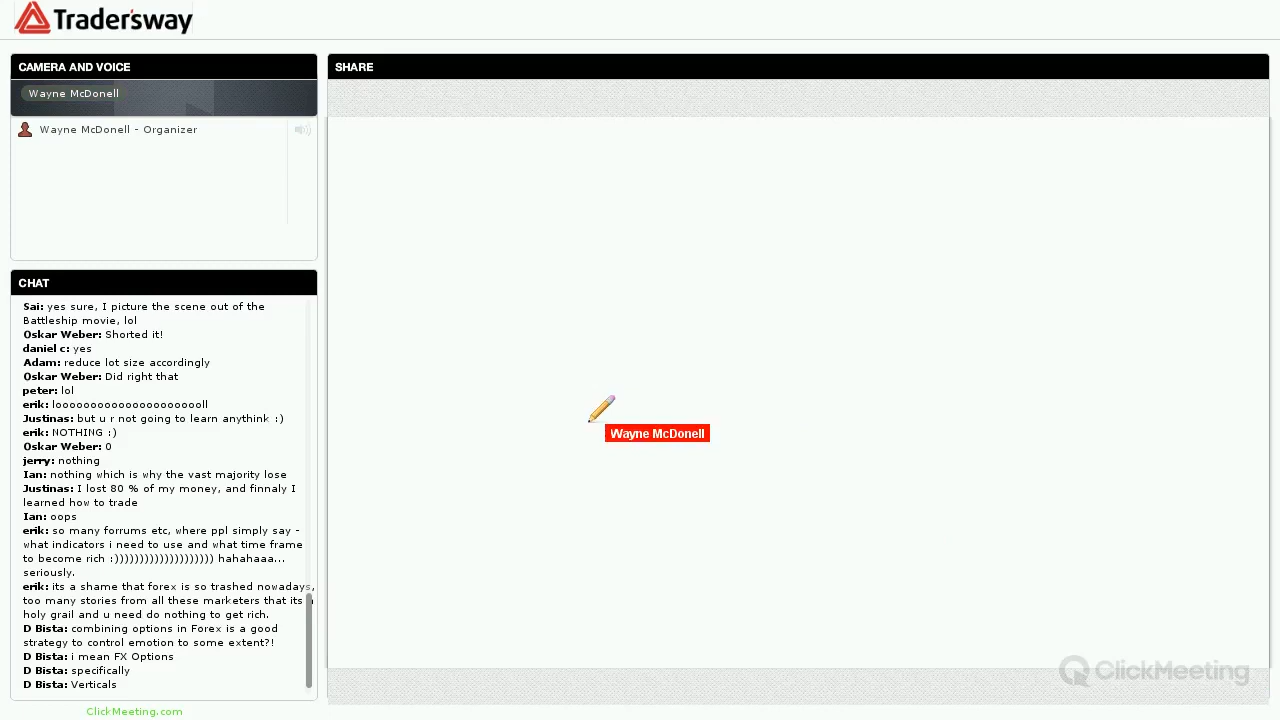 Trader's way
CAMERA AND VOICE
Wayne McDonell
Wayne McDonell - Organizer
SHARE
CHAT
Sai: yes sure, I picture the scene out of the
Battleship movie, lol
Oskar Weber: Shorted it!
daniel c: yes
Adam: reduce lot size accordingly
Oskar Weber: Did right that
peter: lol
erik: looooooooooooooooooooooll
Justinas: but u r not going to learn anythink :)
erik: NOTHING :)
Oskar Weber: 0
jerry: nothing
Ian: nothing which is why the vast majority lose
Justinas: I lost 80 % of my money, and finnaly I
learned how to trade
Ian: oops
erik: so many forrums etc, where ppl simply say -
what indicators i need to use and what time frame
to become rich :)))))))))))))))))))) hahahaaa...
seriously.
erik: its a shame that forex is so trashed nowadays,
too many stories from all these marketers that its a
holy grail and u need do nothing to get rich.
D Bista: combining options in Forex is a good
strategy to control emotion to some extent?!
D Bista: i mean FX Options
D Bista: specifically
D Bista: Verticals
Wayne McDonell
ClickMeeting
ClickMeeting.com